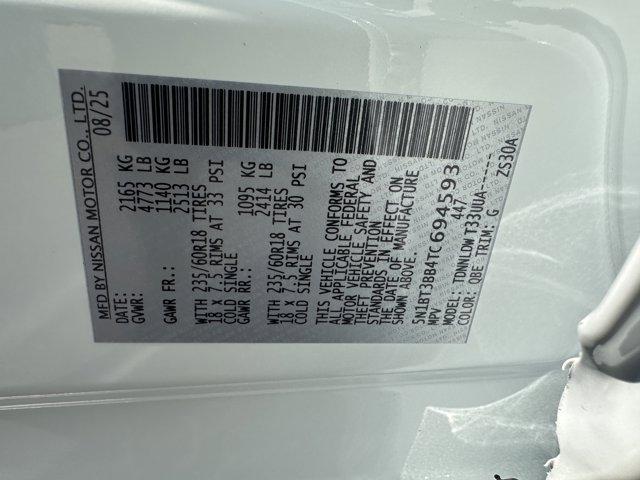 MFD BY NISSAN MOTOR CO., LTD.
DATE: 08/25
GVWR: 2165 KG
4773 LB
GAWR FR.: 1140 KG
2513 LB
WITH 235/60R18 TIRES
18 X 7.5 RIMS AT 33 PSI
COLD SINGLE
GAWR RR.: 1095 KG
2414 LB
WITH 235/60R18 TIRES
18 X 7.5 RIMS AT 30 PSI
COLD SINGLE
THIS VEHICLE CONFORMS TO
ALL APPLICABLE FEDERAL
MOTOR VEHICLE SAFETY AND
THEFT PREVENTION
STANDARDS IN EFFECT ON
THE DATE OF MANUFACTURE
SHOWN ABOVE.
5N1BT3BB4TC694593
MPV 447
MODEL: TDNNLDW T33UUA-----
COLOR: QBE TRIM: G ZS30A